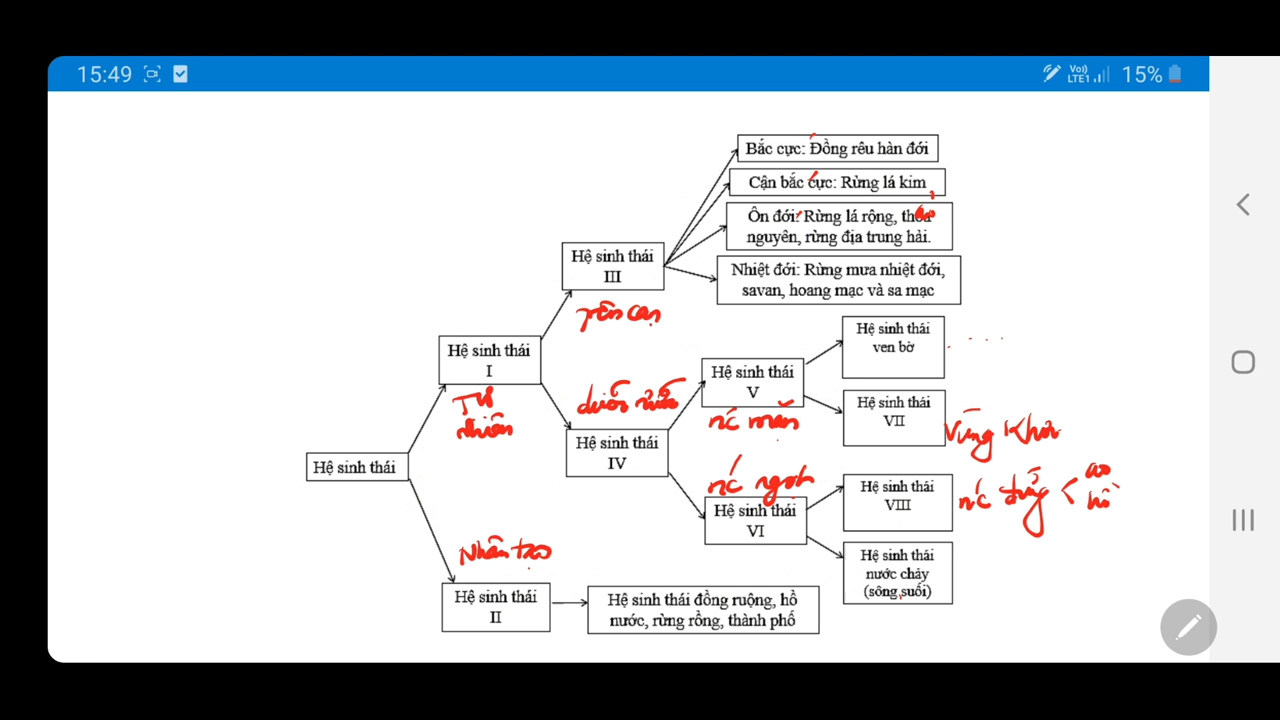 15:49
Vo) LTE1 15%
Bắc cực: Đồng rêu hàn đới
Cận bắc cực: Rừng lá kim
Ôn đới: Rừng lá rộng, thảo
nguyên, rừng địa trung hải.
Nhiệt đới: Rừng mưa nhiệt đới,
savan, hoang mạc và sa mạc
Hệ sinh thái
III
trên cạn
Hệ sinh thái
I
Tự
nhiên
Hệ sinh thái
ven bờ
Hệ sinh thái
V
nc mặn
Hệ sinh thái
VII
Vùng khơi
dưới nước
Hệ sinh thái
IV
Hệ sinh thái
nc ngọt
Hệ sinh thái
VI
Hệ sinh thái
VIII
nc đứng < ao
hồ
Hệ sinh thái
nước chảy
(sông,suối)
Nhân tạo
Hệ sinh thái
II
Hệ sinh thái đồng ruộng, hồ
nước, rừng rồng, thành phố